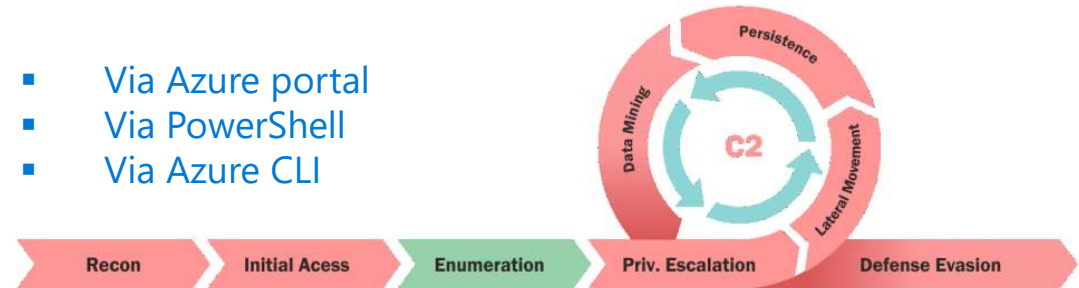 ▪ Via Azure portal
▪ Via PowerShell
▪ Via Azure CLI
Persistence
Data Mining
C2
Lateral Movement
Recon
Initial Acess
Enumeration
Priv. Escalation
Defense Evasion